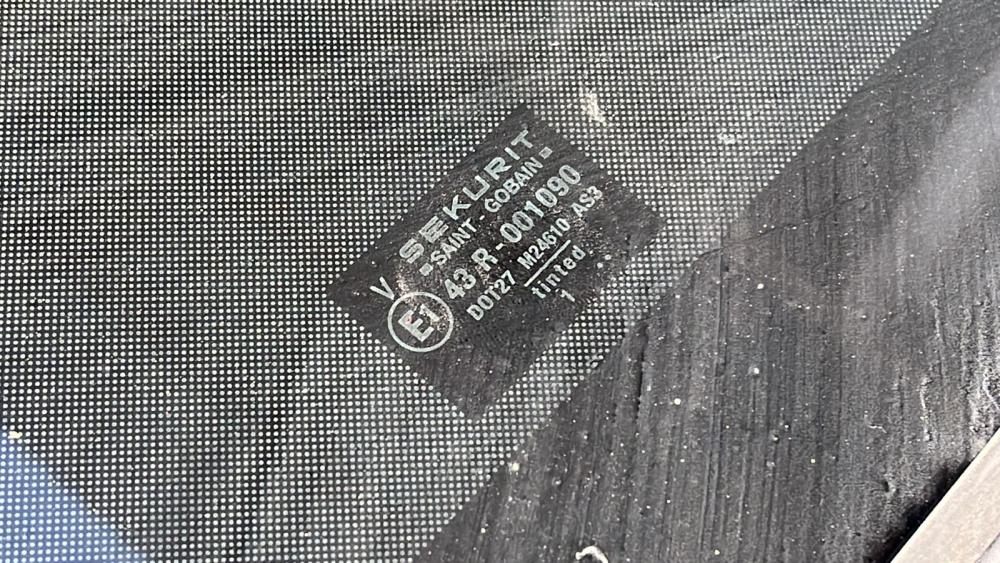 SEKURIT
SAINT-GOBAIN
V
E1
43 R-001090
DOT27 M24610 AS3
tinted
1